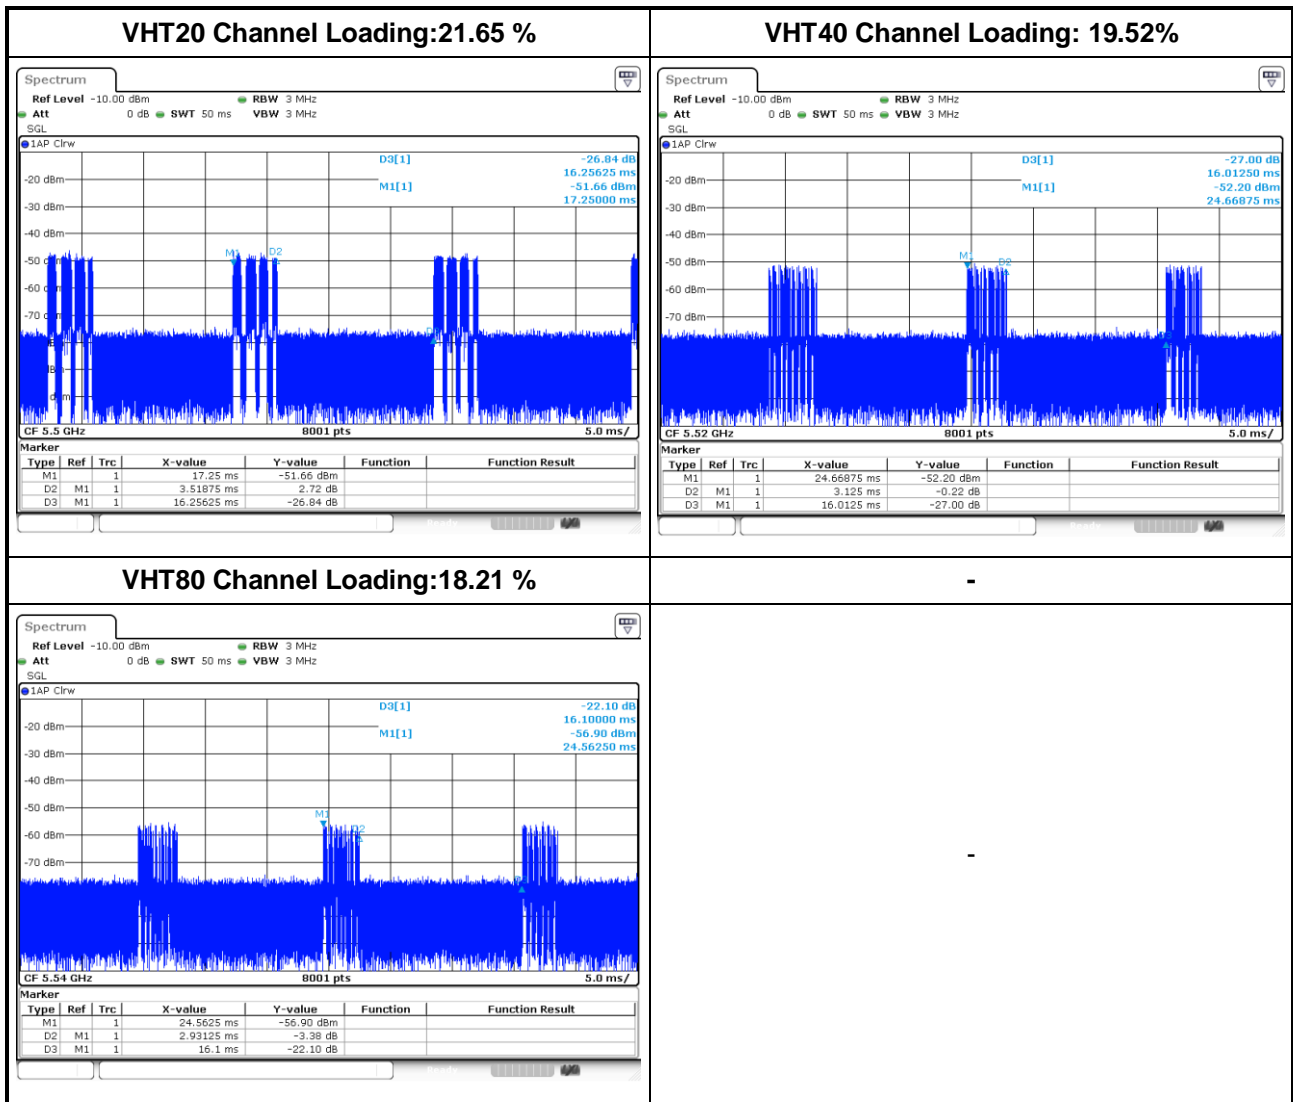 VHT20 Channel Loading:21.65 %
Spectrum
Ref Level -10.00 dBm RBW 3 MHz
Att 0 dB SWT 50 ms VBW 3 MHz
SGL
1AP Clrw
D3[1] -26.84 dB
16.25625 ms
M1[1] -51.66 dBm
17.25000 ms
-20 dBm
-30 dBm
-40 dBm
-50
-60
-70
M1 D2
CF 5.5 GHz 8001 pts 5.0 ms/
Marker
Type Ref Trc X-value Y-value Function Function Result
M1 1 17.25 ms -51.66 dBm
D2 M1 1 3.51875 ms 2.72 dB
D3 M1 1 16.25625 ms -26.84 dB
VHT40 Channel Loading: 19.52%
Spectrum
Ref Level -10.00 dBm RBW 3 MHz
Att 0 dB SWT 50 ms VBW 3 MHz
SGL
1AP Clrw
D3[1] -27.00 dB
16.01250 ms
M1[1] -52.20 dBm
24.66875 ms
-20 dBm
-30 dBm
-40 dBm
-50 dBm
-60 dBm
-70 dBm
M1 D2
CF 5.52 GHz 8001 pts 5.0 ms/
Marker
Type Ref Trc X-value Y-value Function Function Result
M1 1 24.66875 ms -52.20 dBm
D2 M1 1 3.125 ms -0.22 dB
D3 M1 1 16.0125 ms -27.00 dB
VHT80 Channel Loading:18.21 %
Spectrum
Ref Level -10.00 dBm RBW 3 MHz
Att 0 dB SWT 50 ms VBW 3 MHz
SGL
1AP Clrw
D3[1] -22.10 dB
16.10000 ms
M1[1] -56.90 dBm
24.56250 ms
-20 dBm
-30 dBm
-40 dBm
-50 dBm
-60 dBm
-70 dBm
M1 D2
CF 5.54 GHz 8001 pts 5.0 ms/
Marker
Type Ref Trc X-value Y-value Function Function Result
M1 1 24.5625 ms -56.90 dBm
D2 M1 1 2.93125 ms -3.38 dB
D3 M1 1 16.1 ms -22.10 dB
-
-